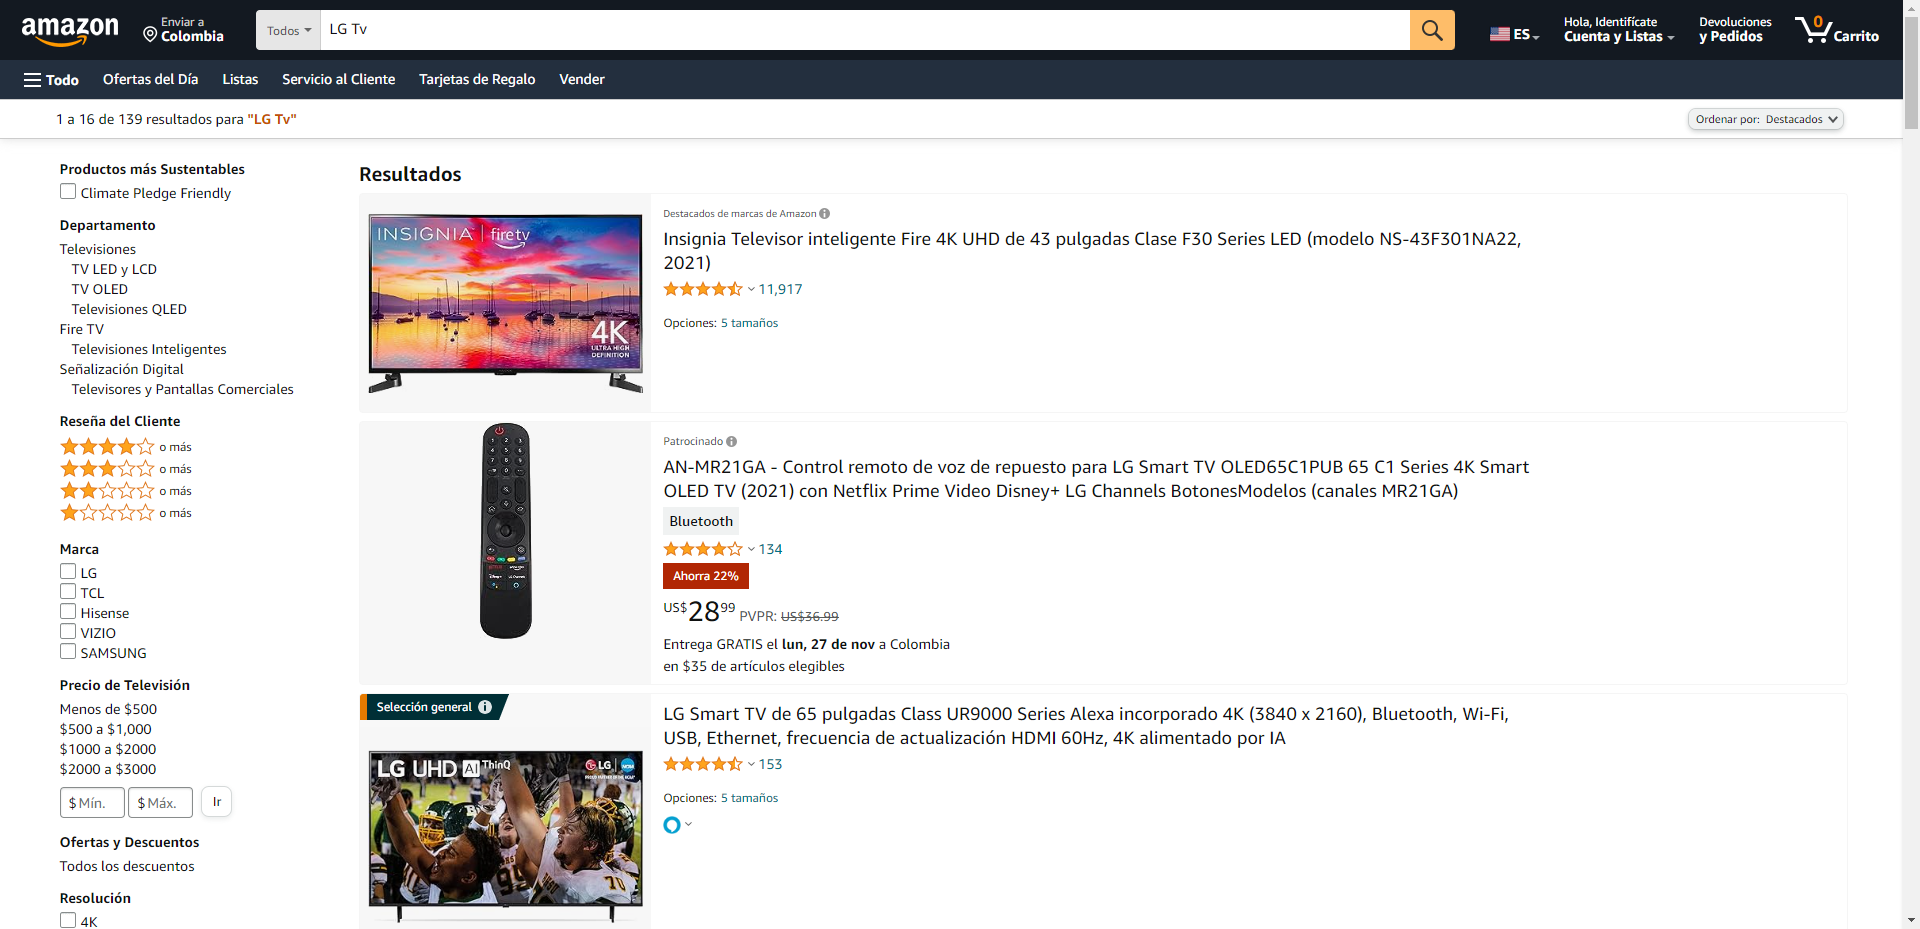 amazon
Enviar a
Colombia
Todos
LG Tv
ES
Hola, Identifícate
Cuenta y Listas
Devoluciones
y Pedidos
0
Carrito
Todo
Ofertas del Día
Listas
Servicio al Cliente
Tarjetas de Regalo
Vender
1 a 16 de 139 resultados para "LG Tv"
Ordenar por: Destacados
Productos más Sustentables
Climate Pledge Friendly
Departamento
Televisiones
TV LED y LCD
TV OLED
Televisiones QLED
Fire TV
Televisiones Inteligentes
Señalización Digital
Televisores y Pantallas Comerciales
Reseña del Cliente
o más
o más
o más
o más
Marca
LG
TCL
Hisense
VIZIO
SAMSUNG
Precio de Televisión
Menos de $500
$500 a $1,000
$1000 a $2000
$2000 a $3000
$ Mín.
$ Máx.
Ir
Ofertas y Descuentos
Todos los descuentos
Resolución
4K
Resultados
INSIGNIA
firetv
4K
ULTRA HIGH
DEFINITION
Destacados de marcas de Amazon
Insignia Televisor inteligente Fire 4K UHD de 43 pulgadas Clase F30 Series LED (modelo NS-43F301NA22,
2021)
11,917
Opciones: 5 tamaños
Patrocinado
AN-MR21GA - Control remoto de voz de repuesto para LG Smart TV OLED65C1PUB 65 C1 Series 4K Smart
OLED TV (2021) con Netflix Prime Video Disney+ LG Channels BotonesModelos (canales MR21GA)
Bluetooth
134
Ahorra 22%
US$28.99 PVPR: US$36.99
Entrega GRATIS el lun, 27 de nov a Colombia
en $35 de artículos elegibles
Selección general
LG UHD AI ThinQ
LG
LG Smart TV de 65 pulgadas Class UR9000 Series Alexa incorporado 4K (3840 x 2160), Bluetooth, Wi-Fi,
USB, Ethernet, frecuencia de actualización HDMI 60Hz, 4K alimentado por IA
153
Opciones: 5 tamaños